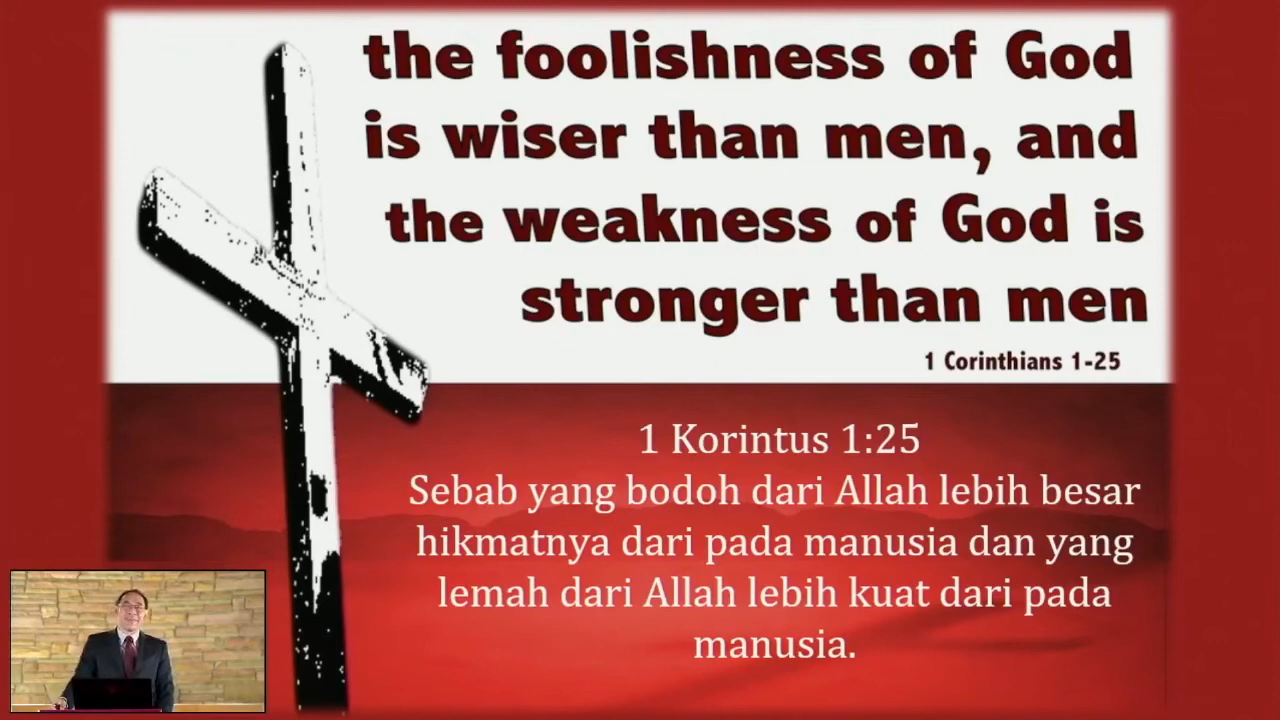 the foolishness of God
is wiser than men, and
the weakness of God is
stronger than men
1 Corinthians 1-25
1 Korintus 1:25
Sebab yang bodoh dari Allah lebih besar
hikmatnya dari pada manusia dan yang
lemah dari Allah lebih kuat dari pada
manusia.